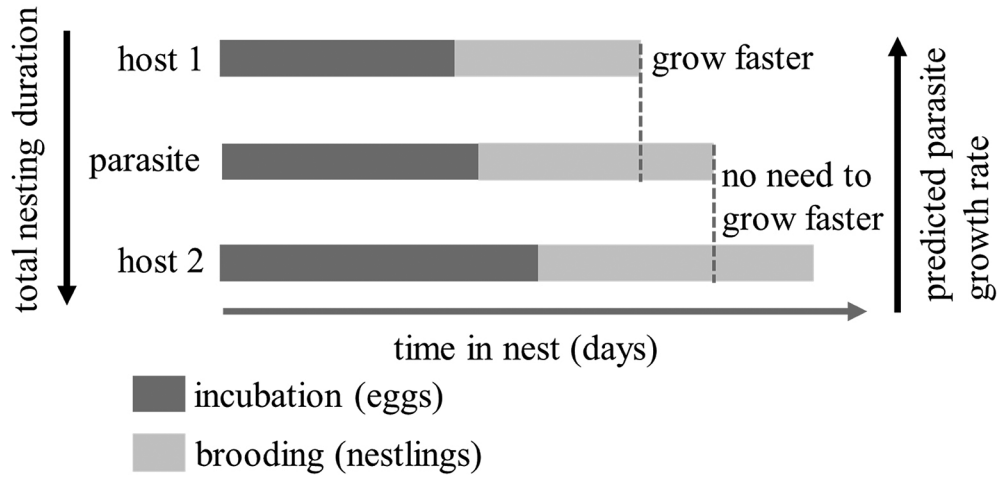 total nesting duration
host 1
grow faster
parasite
no need to
grow faster
host 2
predicted parasite
growth rate
time in nest (days)
incubation (eggs)
brooding (nestlings)